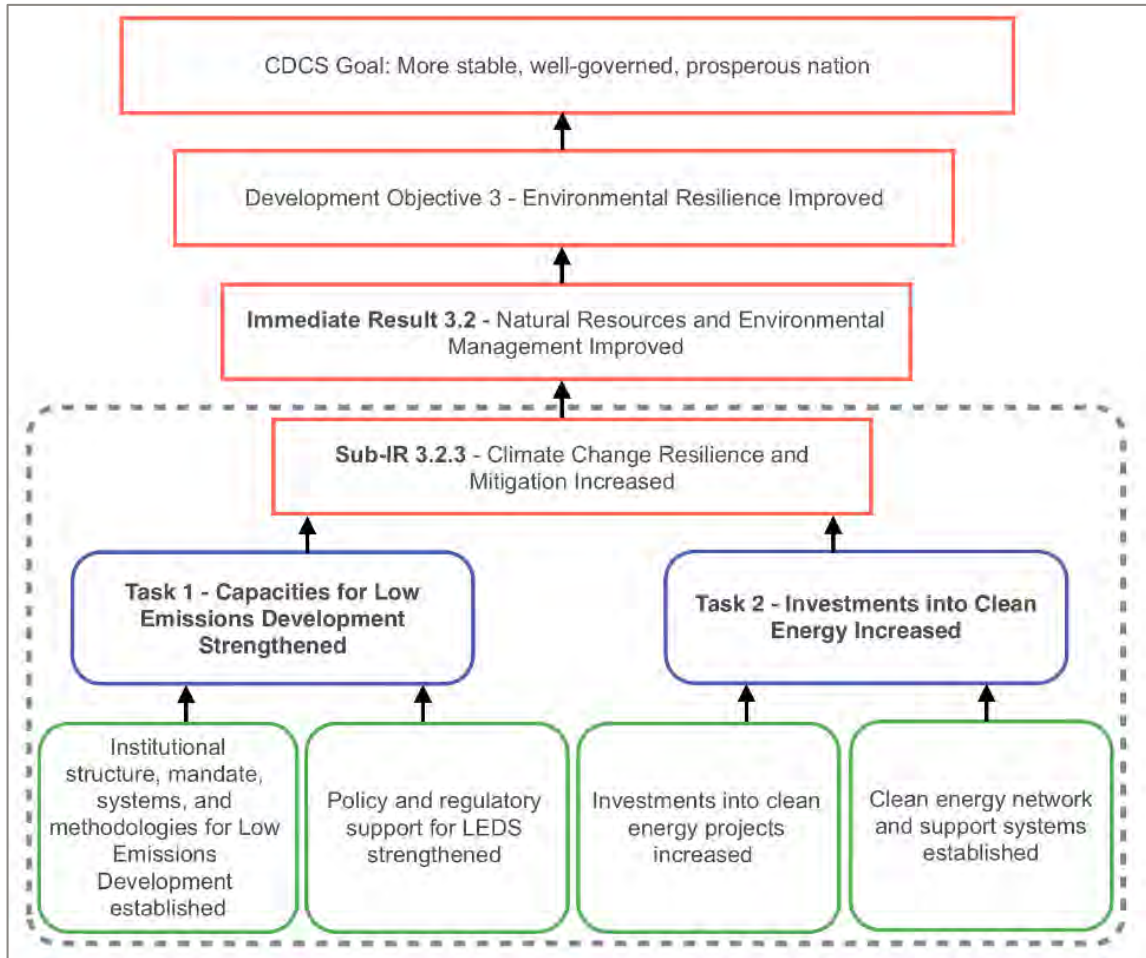 CDCS Goal: More stable, well-governed, prosperous nation
Development Objective 3 - Environmental Resilience Improved
Immediate Result 3.2 - Natural Resources and Environmental
Management Improved
Sub-IR 3.2.3 - Climate Change Resilience and
Mitigation Increased
Task 1 - Capacities for Low
Emissions Development
Strengthened
Task 2 - Investments into Clean
Energy Increased
Institutional
structure, mandate,
systems, and
methodologies for Low
Emissions
Development
established
Policy and regulatory
support for LEDS
strengthened
Investments into clean
energy projects
increased
Clean energy network
and support systems
established